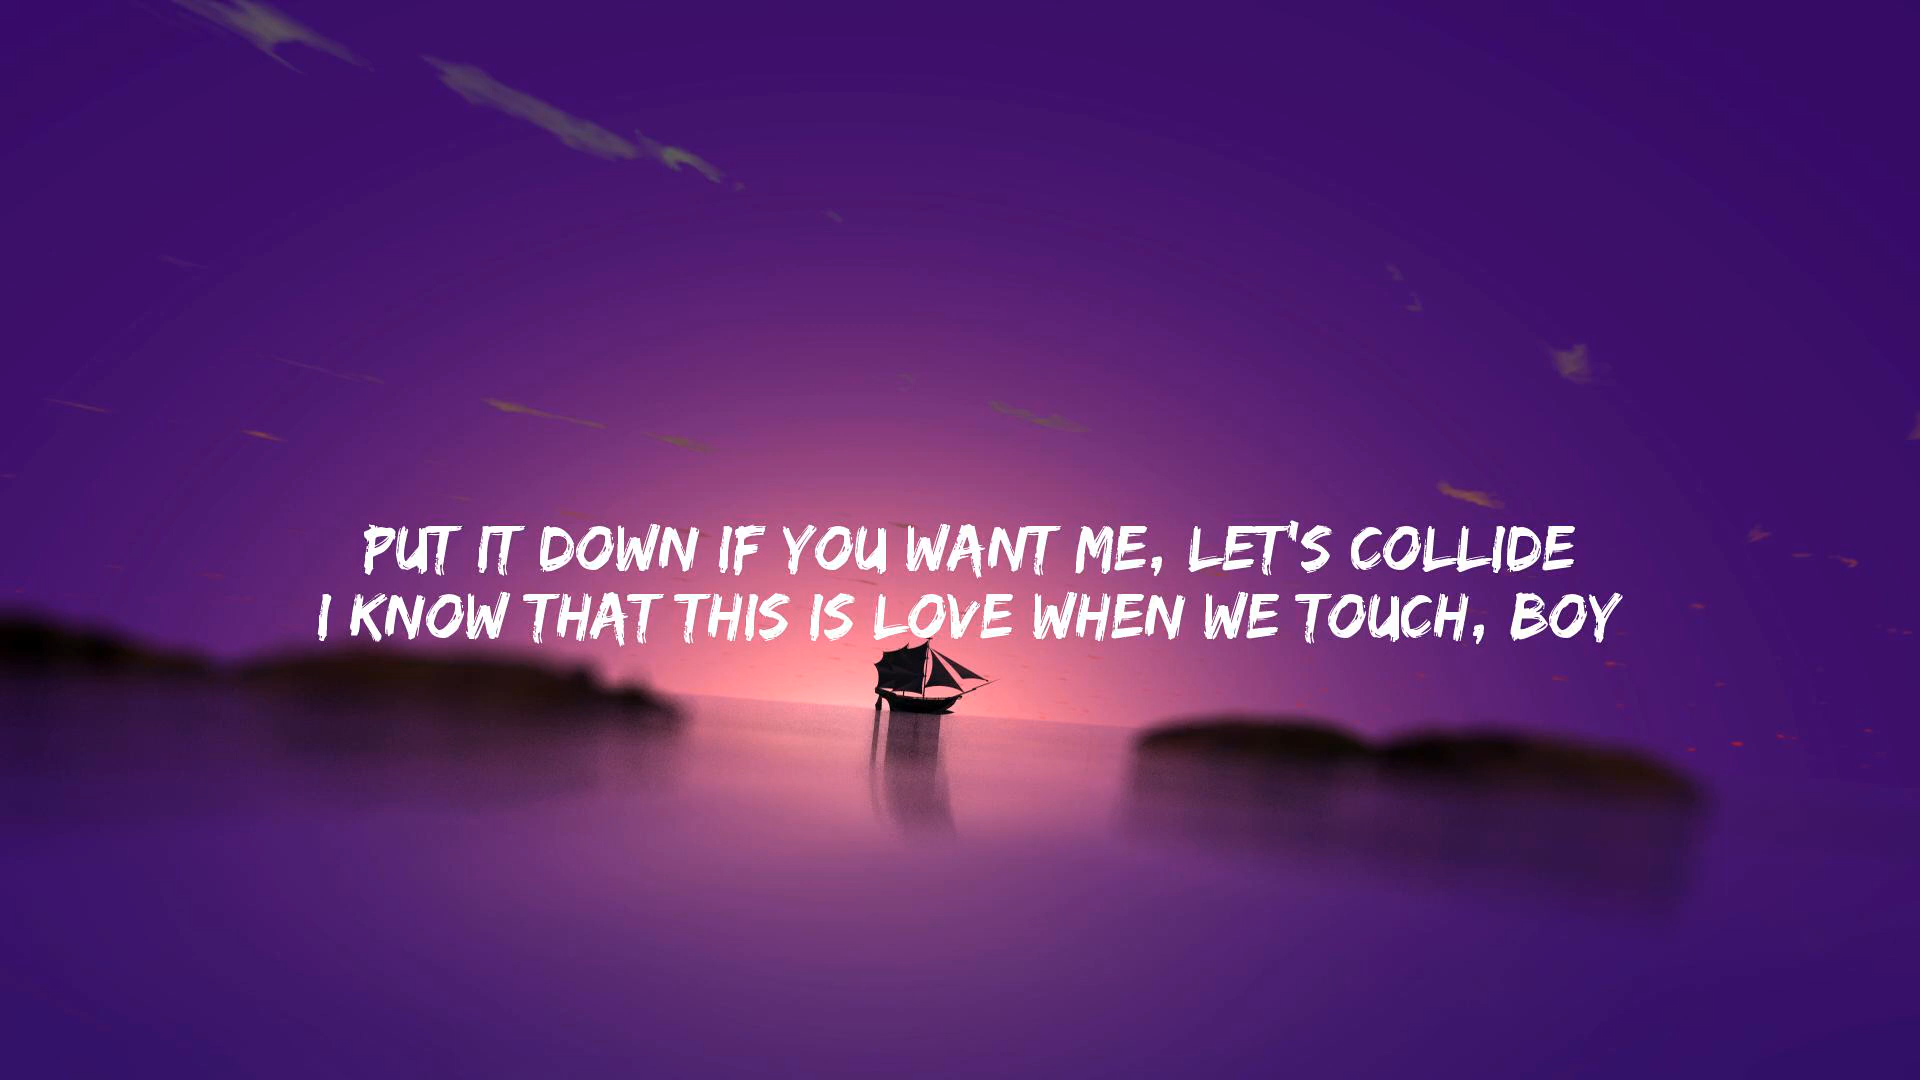 PUT IT DOWN IF YOU WANT ME, LET'S COLLIDE
I KNOW THAT THIS IS LOVE WHEN WE TOUCH, BOY